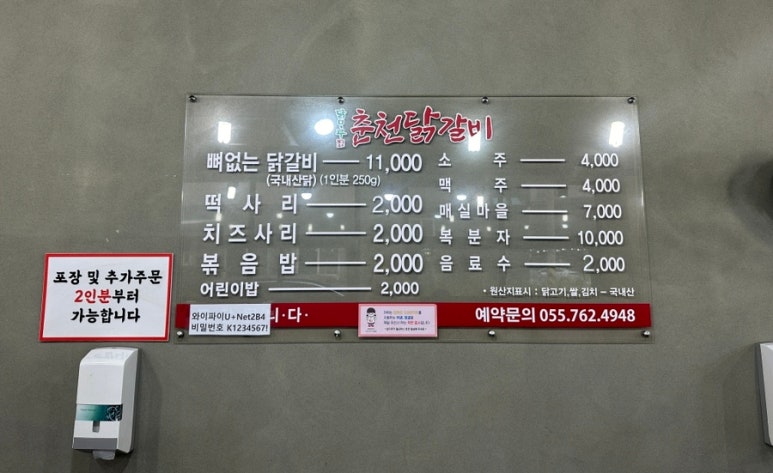 춘천닭갈비
뼈없는 닭갈비 11,000
(국내산닭) (1인분 250g)
떡 사 리 2,000
치즈사리 2,000
볶 음 밥 2,000
어린이밥 2,000
소 주 4,000
맥 주 4,000
매실마을 7,000
복 분 자 10,000
음 료 수 2,000
• 원산지표시 : 닭고기,쌀,김치 – 국내산
니다·
예약문의 055.762.4948
와이파이U+Net2B4
비밀번호 K1234567!
포장 및 추가주문
2인분부터
가능합니다